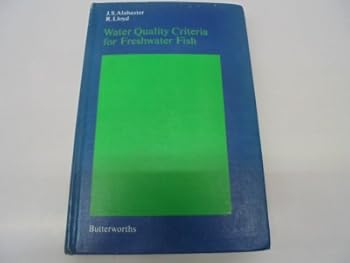 J.S.Alabaster
R.Lloyd
Water Quality Criteria
for Freshwater Fish
Butterworths